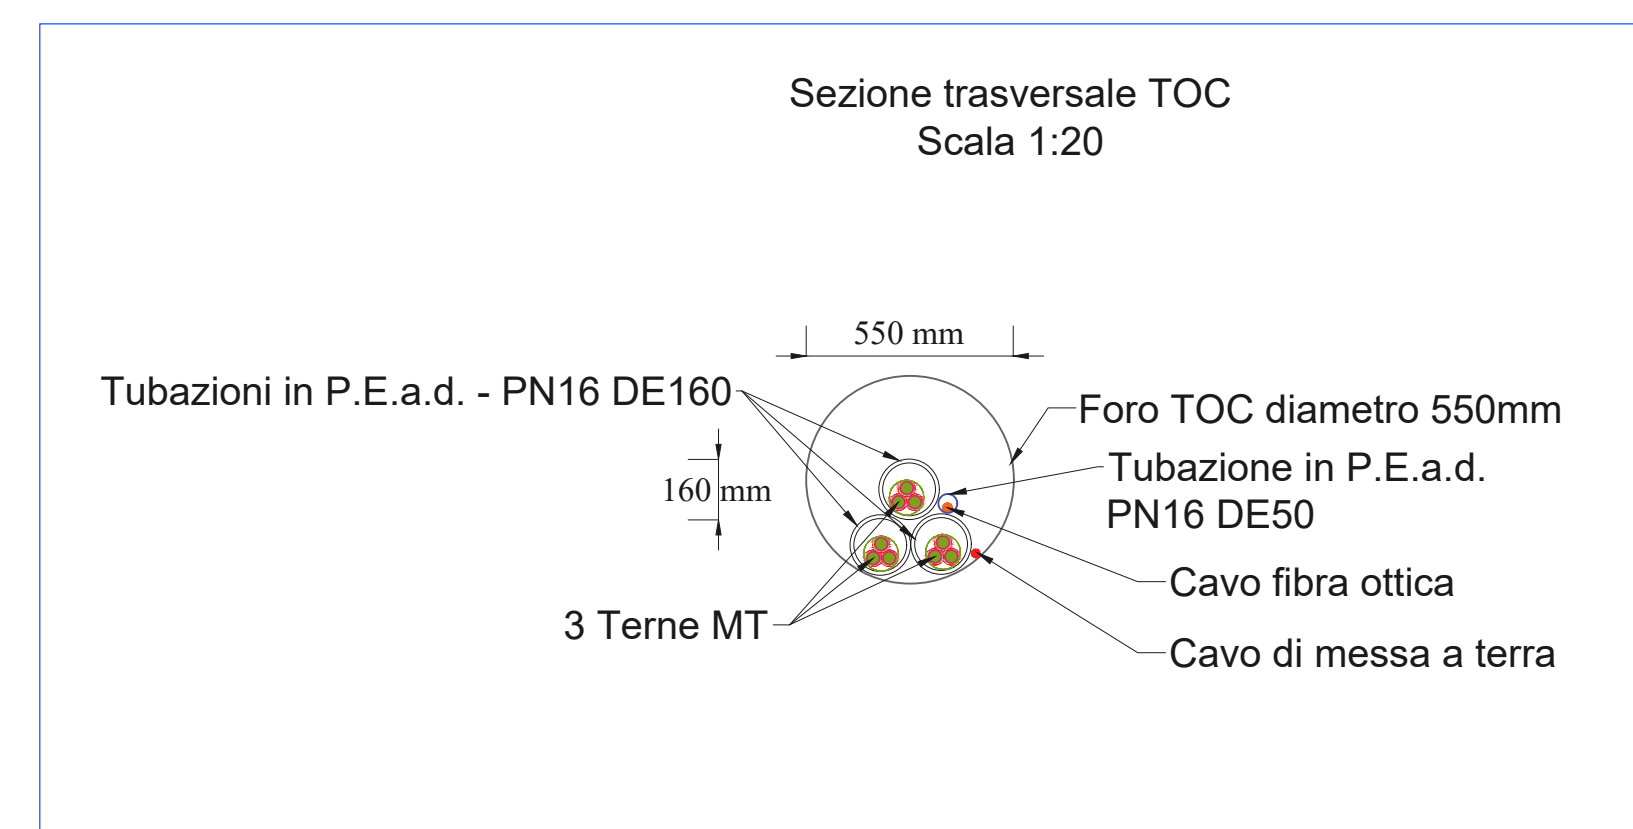 Sezione trasversale TOC
Scala 1:20
550 mm
Tubazioni in P.E.a.d. - PN16 DE160
Foro TOC diametro 550mm
Tubazione in P.E.a.d.
PN16 DE50
160 mm
Cavo fibra ottica
3 Terne MT
Cavo di messa a terra